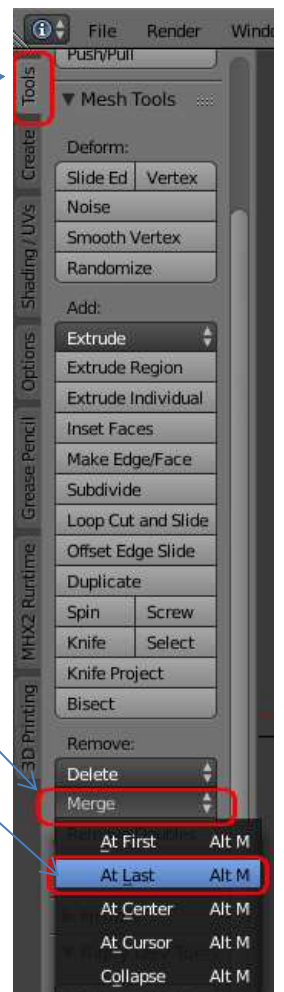 File Render Wind
Push/Pull
Tools
Create
Shading / UVs
Options
Grease Pencil
MHX2 Runtime
3D Printing
Mesh Tools
Deform:
Slide Ed Vertex
Noise
Smooth Vertex
Randomize
Add:
Extrude
Extrude Region
Extrude Individual
Inset Faces
Make Edge/Face
Subdivide
Loop Cut and Slide
Offset Edge Slide
Duplicate
Spin Screw
Knife Select
Knife Project
Bisect
Remove:
Delete
Merge
At First Alt M
At Last Alt M
At Center Alt M
At Cursor Alt M
Collapse Alt M